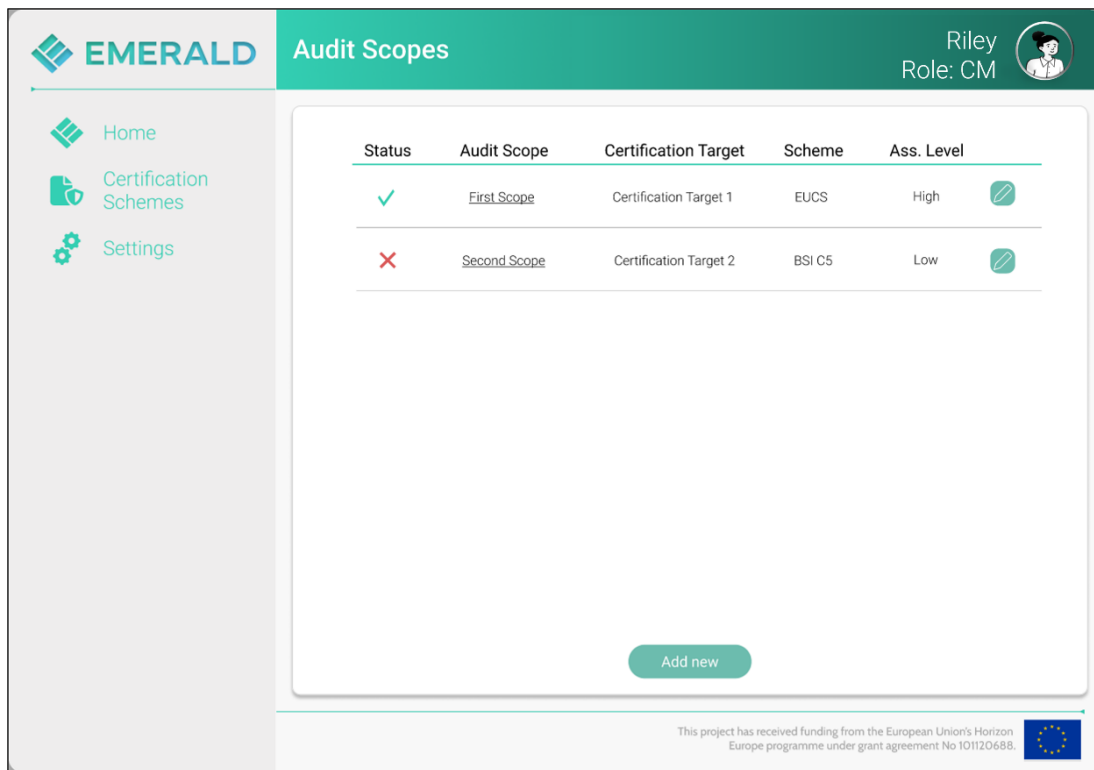 EMERALD
Audit Scopes
Riley
Role: CM
Home
Certification
Schemes
Settings
Status Audit Scope Certification Target Scheme Ass. Level
First Scope Certification Target 1 EUCS High
Second Scope Certification Target 2 BSI C5 Low
Add new
This project has received funding from the European Union's Horizon
Europe programme under grant agreement No 101120688.